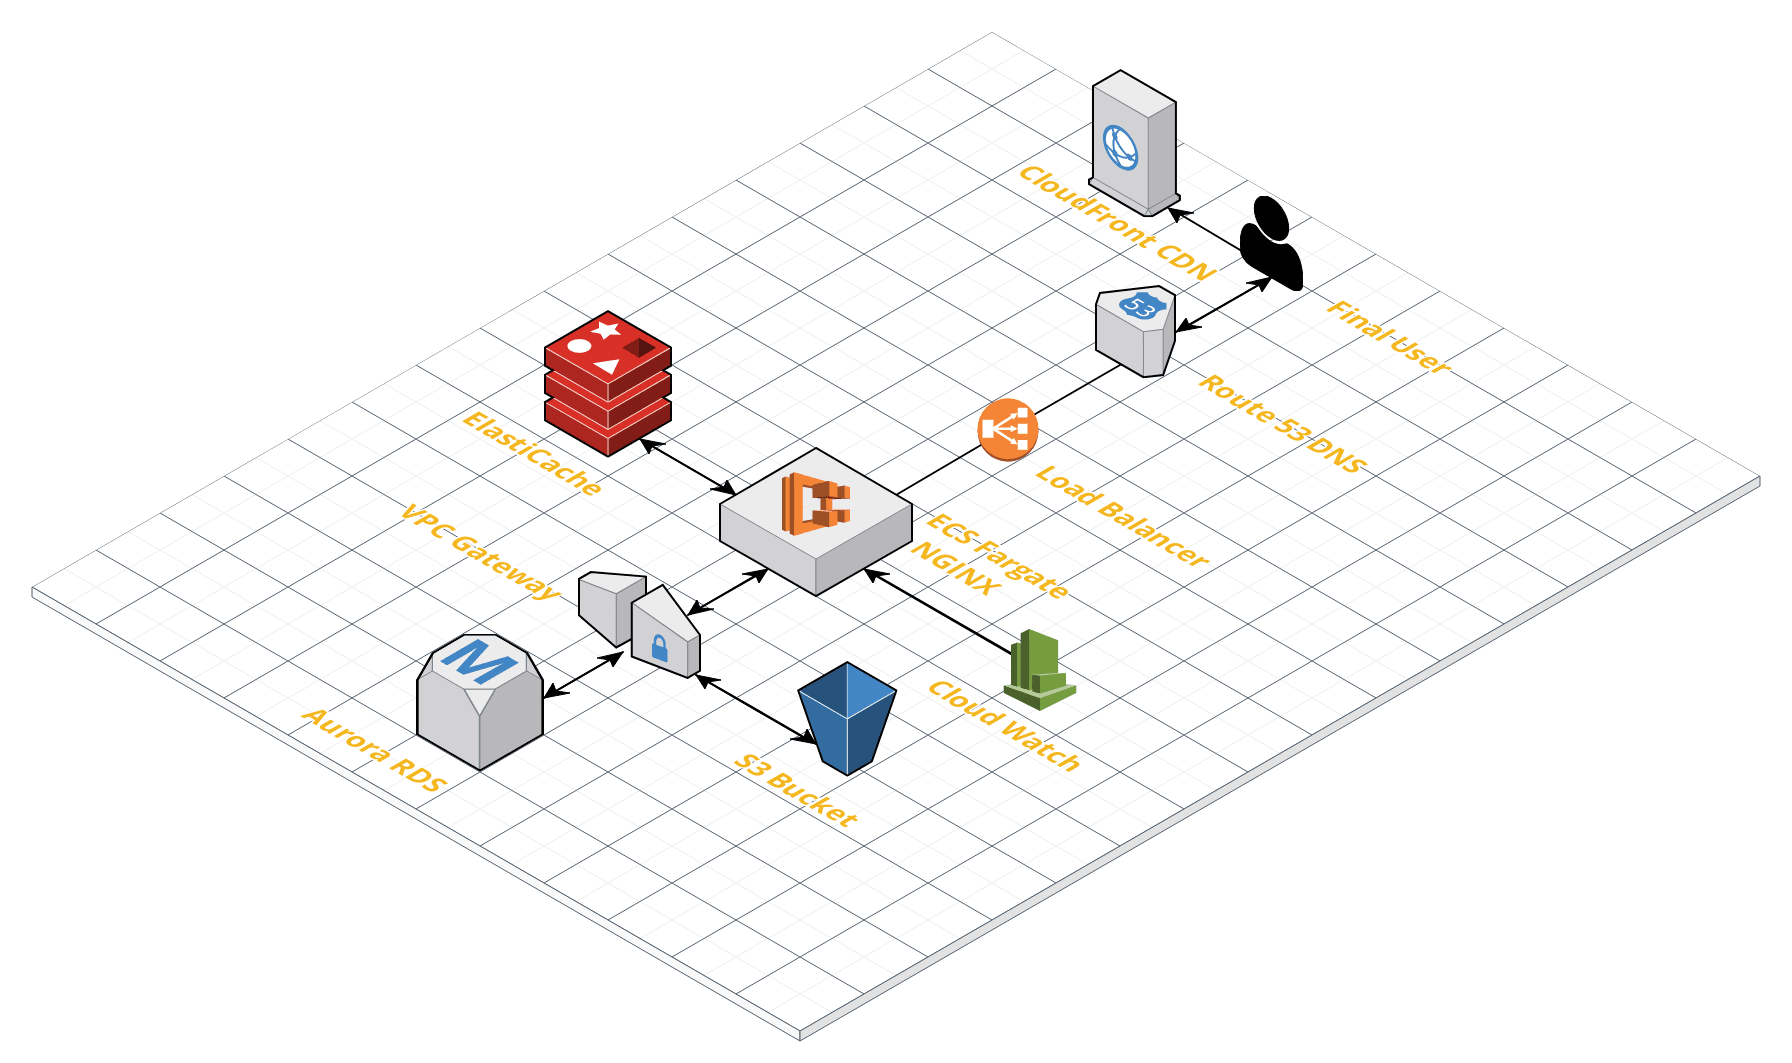 CloudFront CDN
Final User
53
Route 53 DNS
Load Balancer
ElastiCache
ECS Fargate
NGINX
VPC Gateway
Cloud Watch
M
Aurora RDS
S3 Bucket